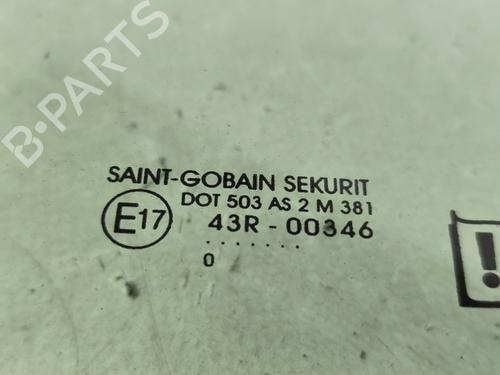 B-PARTS
SAINT-GOBAIN SEKURIT
DOT 503 AS 2 M 381
E17 43R - 00346
.......
0
!